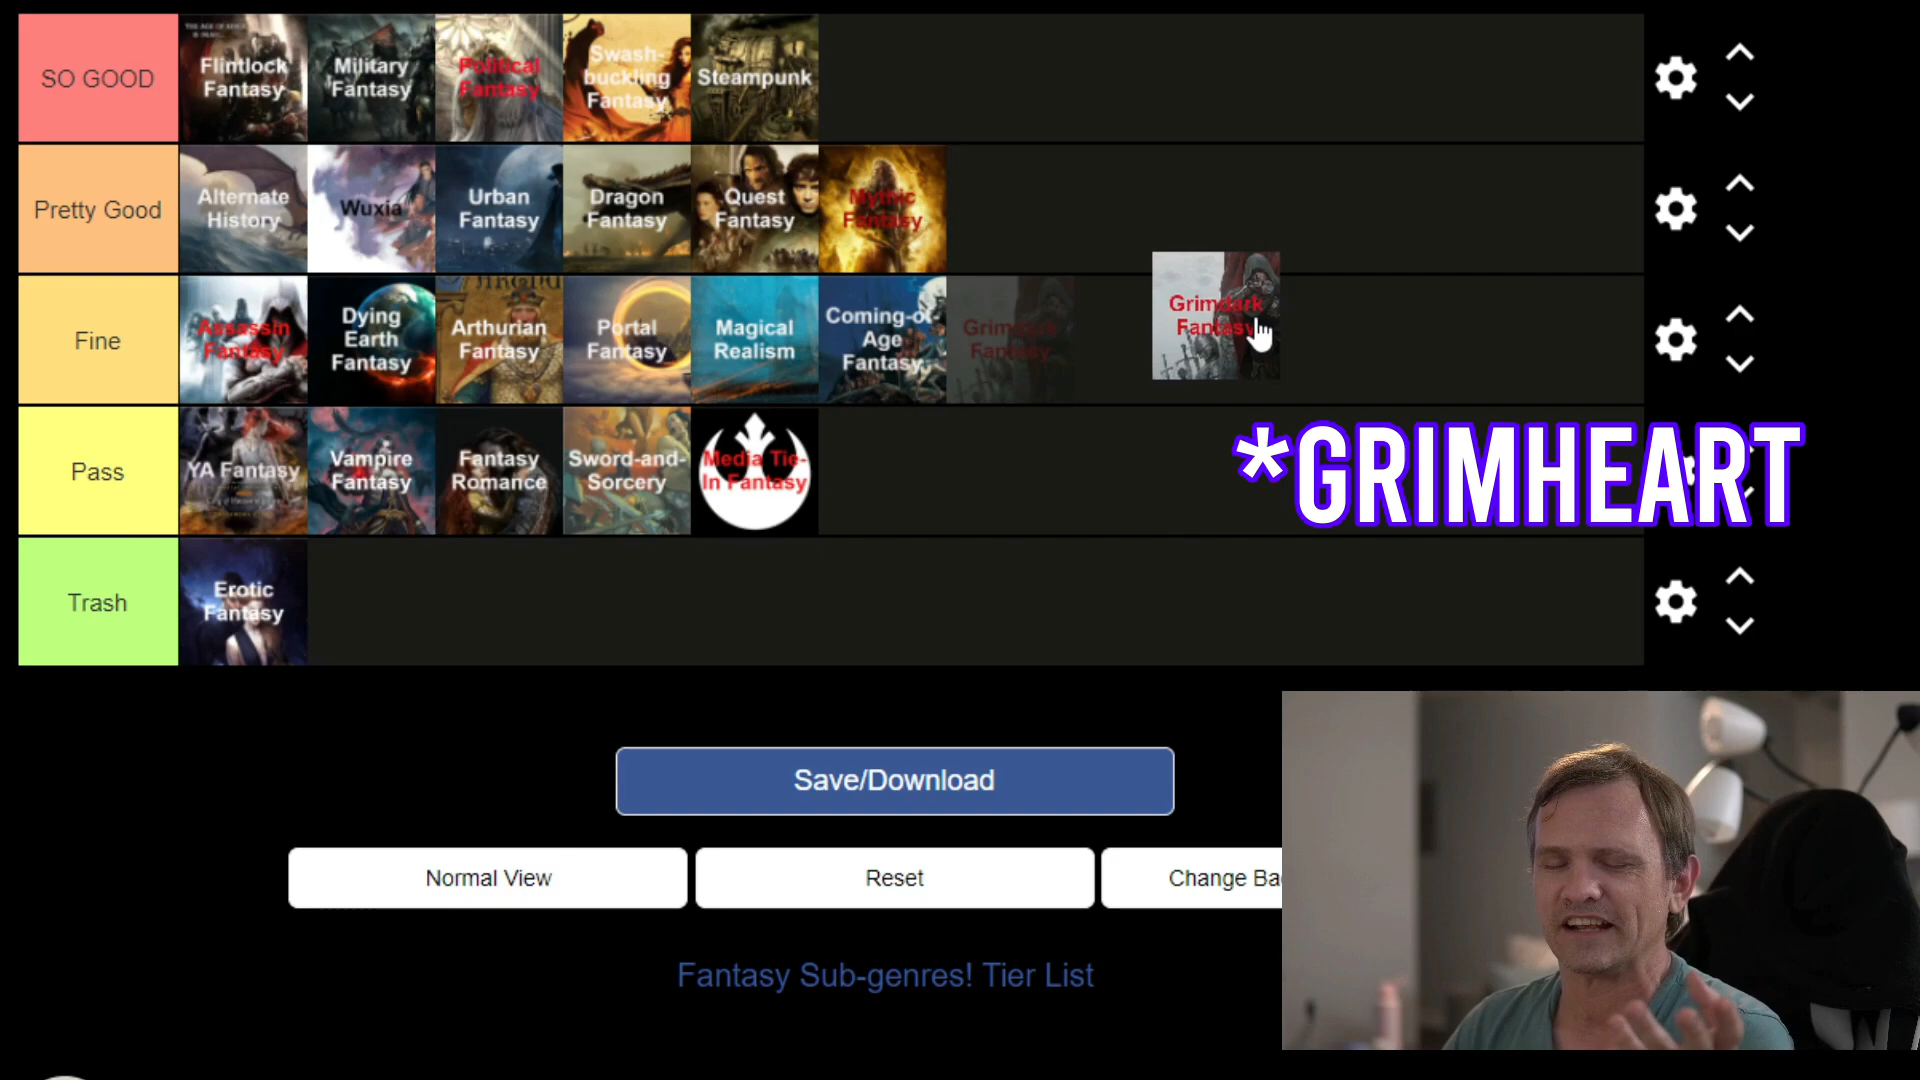 SO GOOD
Flintlock
Fantasy
Military
Fantasy
Political
Fantasy
Swash-
buckling
Fantasy
Steampunk
Pretty Good
Alternate
History
Wuxia
Urban
Fantasy
Dragon
Fantasy
Quest
Fantasy
Mythic
Fantasy
Fine
Assassin
Fantasy
Dying
Earth
Fantasy
Arthurian
Fantasy
Portal
Fantasy
Magical
Realism
Coming-of-
Age
Fantasy
Grimdark
Fantasy
Grimdark
Fantasy
*GRIMHEART
Pass
YA Fantasy
Vampire
Fantasy
Fantasy
Romance
Sword-and-
Sorcery
Media Tie-
In Fantasy
Trash
Erotic
Fantasy
Save/Download
Normal View
Reset
Change Ba
Fantasy Sub-genres! Tier List